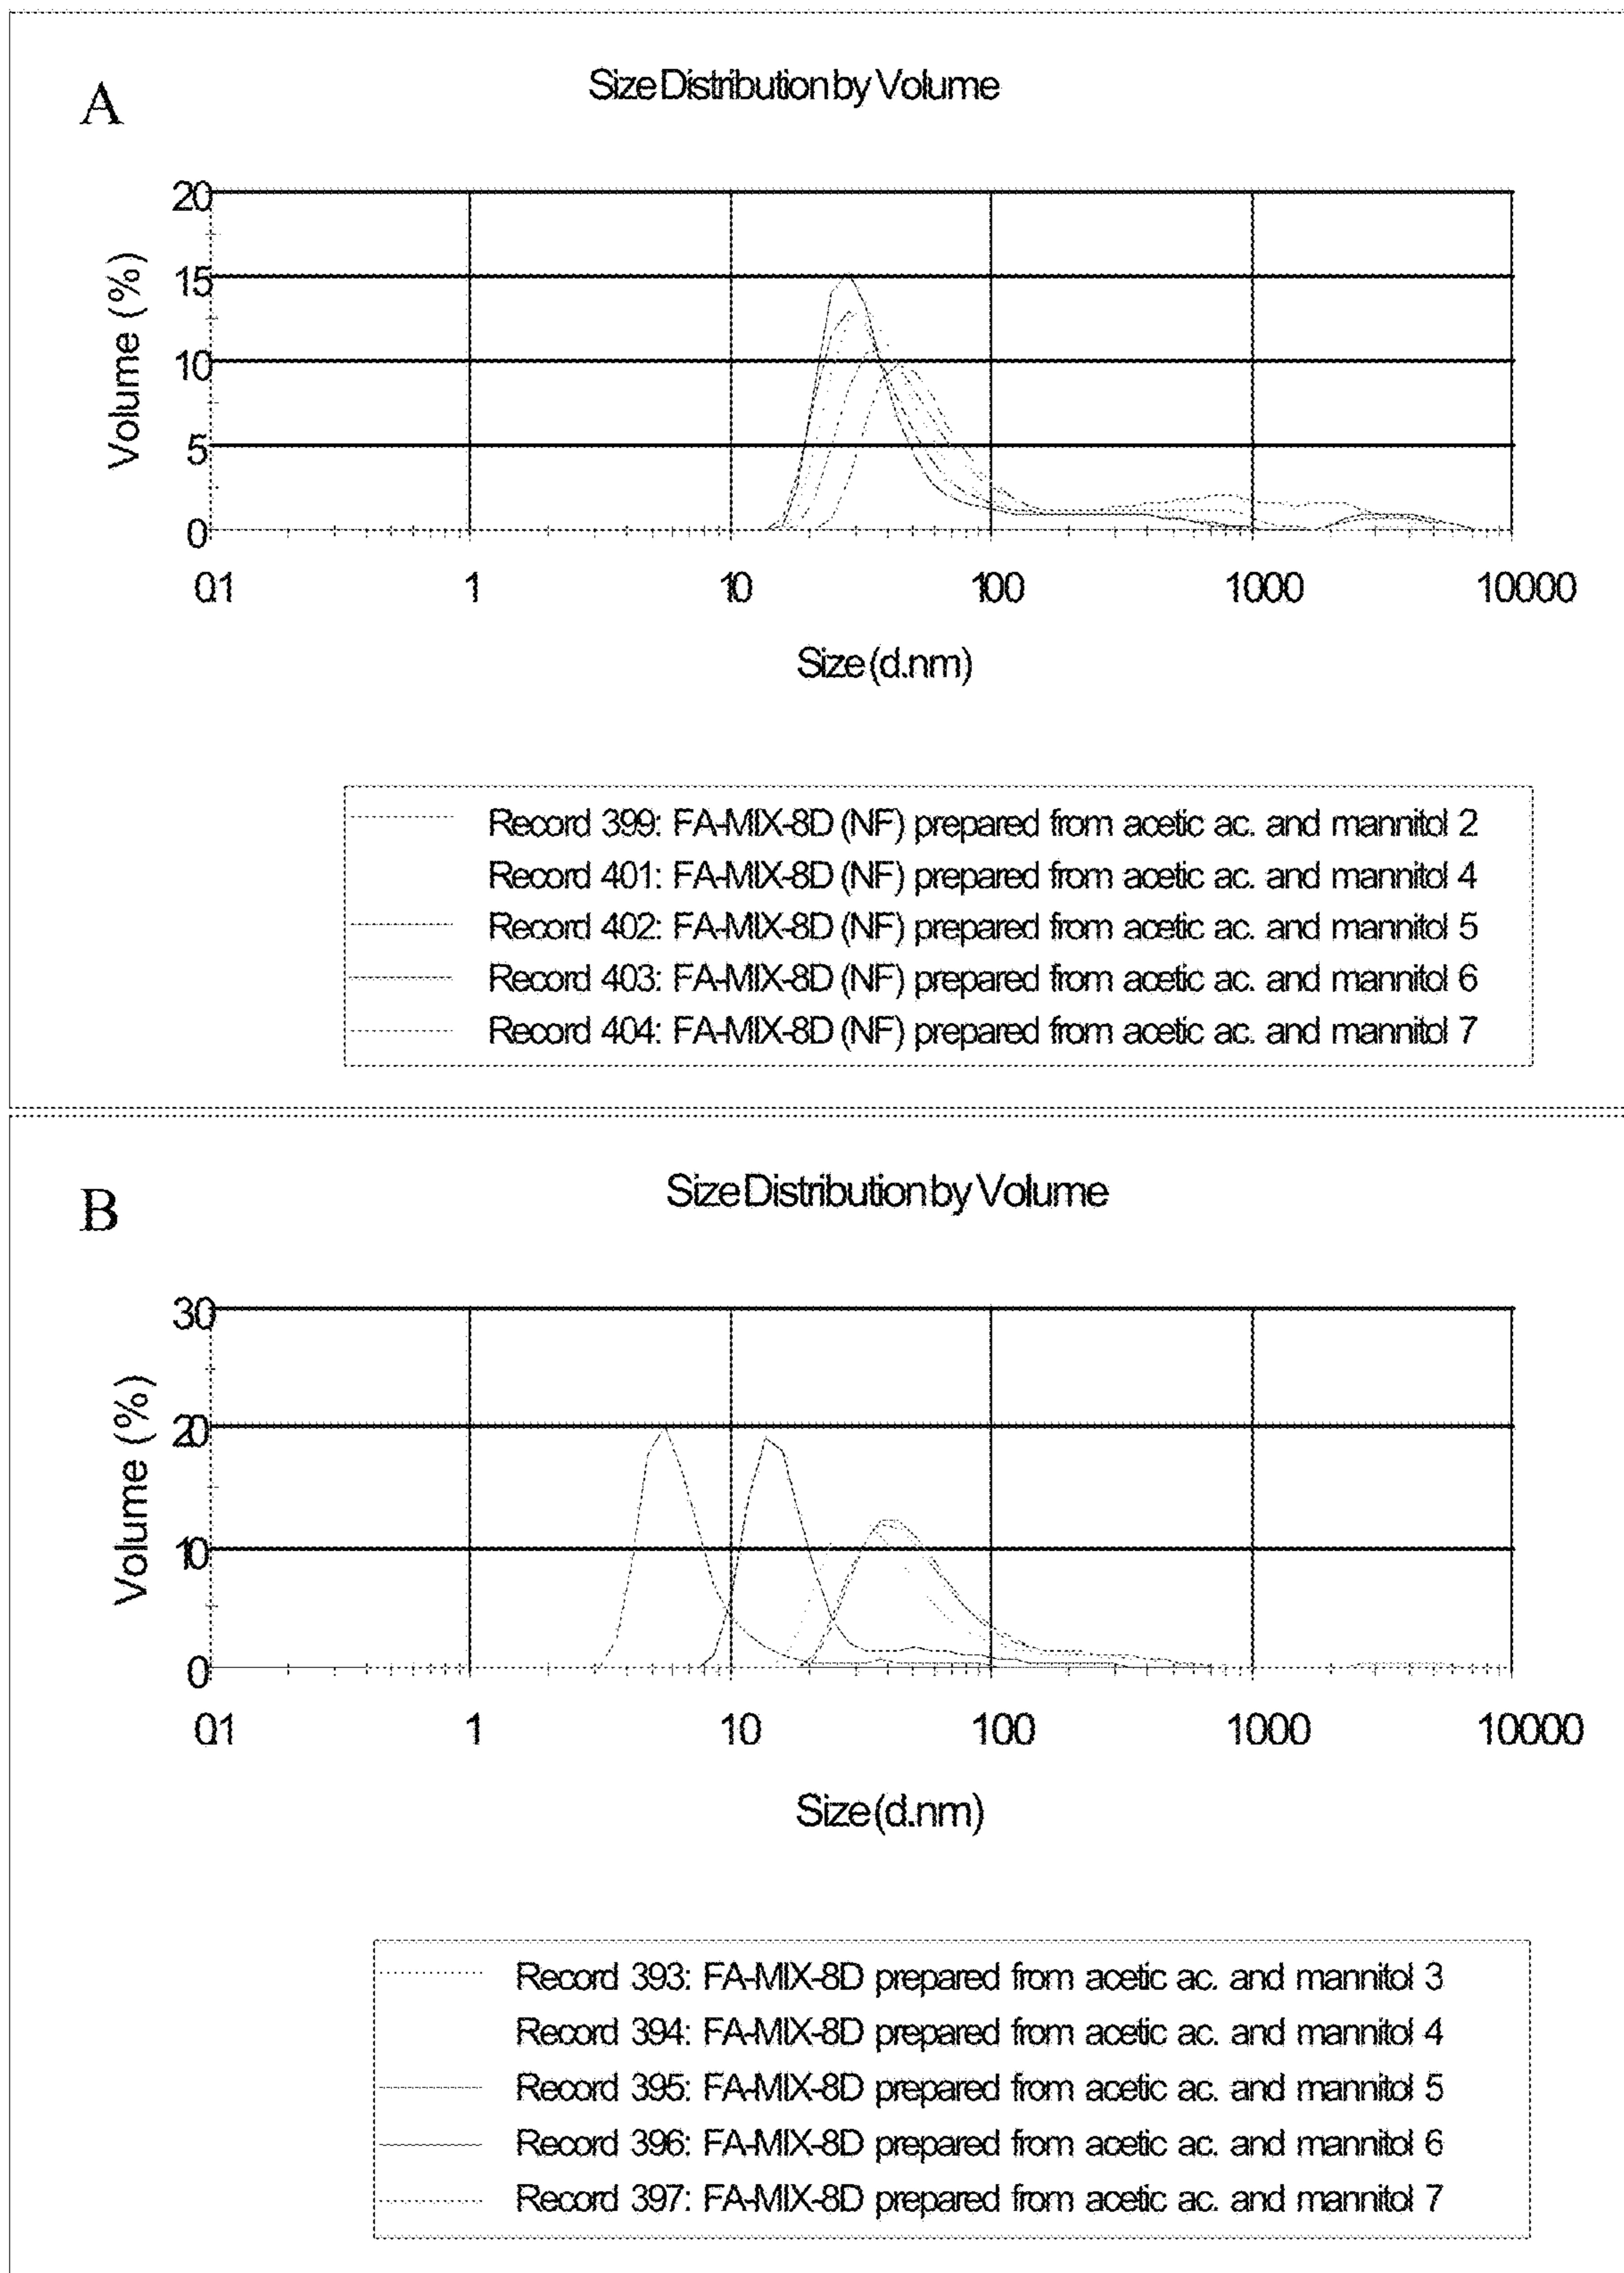 A
Size Distribution by Volume
20
15
10
5
0
Volume (%)
0.1 1 10 100 1000 10000
Size (d.nm)
Record 399: FA-MIX-8D (NF) prepared from acetic ac. and mannitol 2
Record 401: FA-MIX-8D (NF) prepared from acetic ac. and mannitol 4
Record 402: FA-MIX-8D (NF) prepared from acetic ac. and mannitol 5
Record 403: FA-MIX-8D (NF) prepared from acetic ac. and mannitol 6
Record 404: FA-MIX-8D (NF) prepared from acetic ac. and mannitol 7
B
Size Distribution by Volume
30
20
10
0
Volume (%)
0.1 1 10 100 1000 10000
Size (d.nm)
Record 393: FA-MIX-8D prepared from acetic ac. and mannitol 3
Record 394: FA-MIX-8D prepared from acetic ac. and mannitol 4
Record 395: FA-MIX-8D prepared from acetic ac. and mannitol 5
Record 396: FA-MIX-8D prepared from acetic ac. and mannitol 6
Record 397: FA-MIX-8D prepared from acetic ac. and mannitol 7